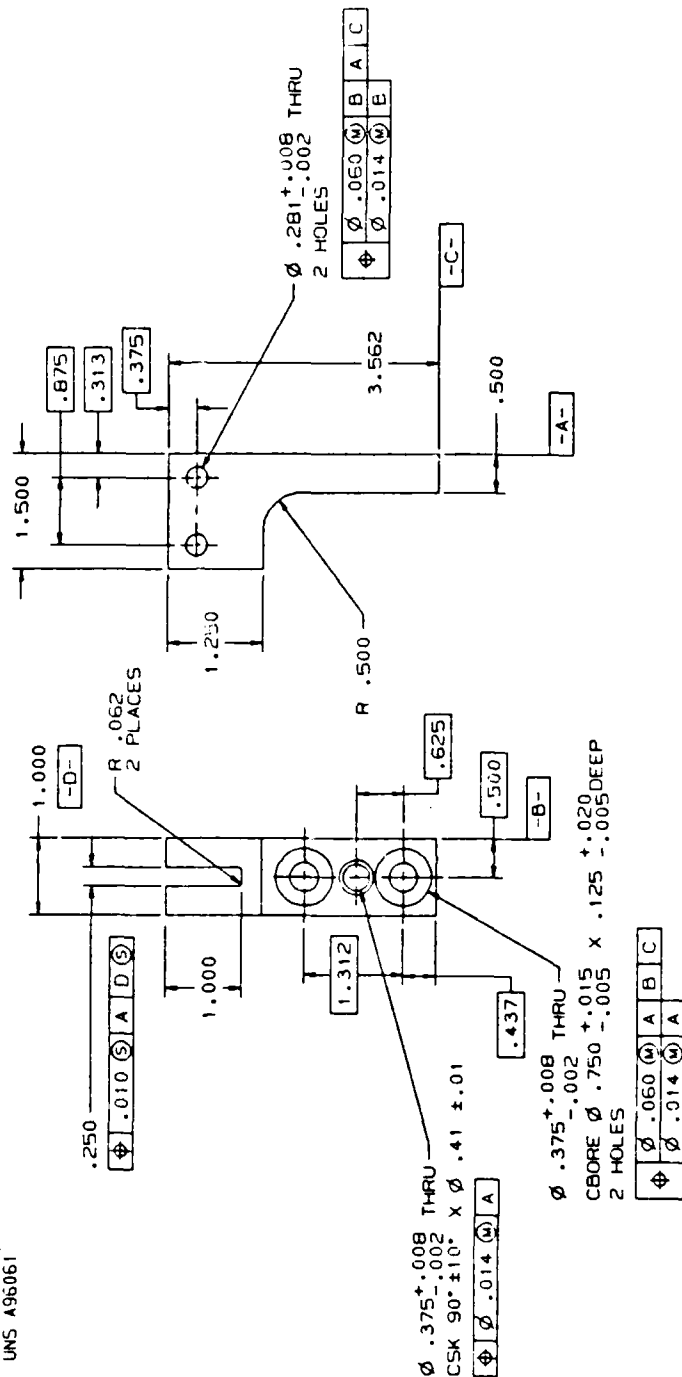 UNS A96061
.250
⌖ .010 Ⓢ A D Ⓢ
1.000
-D-
R .062
2 PLACES
1.000
1.312
.437
.625
.500
-B-
Ø .375 +.008 -.002 THRU
CSK 90° ±10° X Ø .41 ±.01
⌖ Ø .014 Ⓜ A
Ø .375 +.008 -.002 THRU
CBORE Ø .750 +.015 -.005 X .125 +.020 -.005 DEEP
2 HOLES
⌖ Ø .060 Ⓜ A B C
Ø .014 Ⓜ A
1.500
.875
.313
.375
Ø .281 +.008 -.002 THRU
2 HOLES
⌖ Ø .060 Ⓜ B A C
Ø .014 Ⓜ B
3.562
-C-
.500
-A-
1.250
R .500